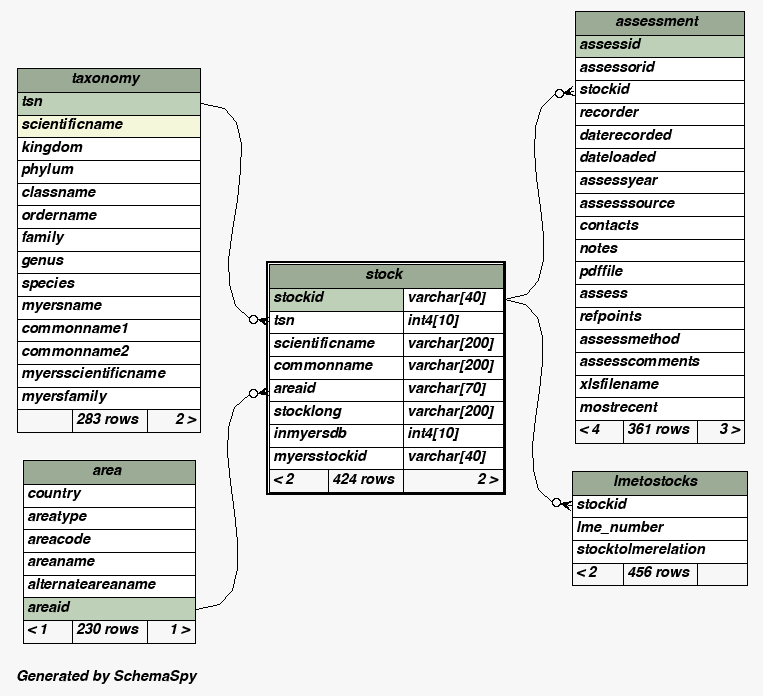 taxonomy
tsn
scientificname
kingdom
phylum
classname
ordername
family
genus
species
myersname
commonname1
commonname2
myersscientificname
myersfamily
283 rows 2 >
area
country
areatype
areacode
areaname
alternateareaname
areaid
< 1 230 rows 1 >
stock
stockid varchar[40]
tsn int4[10]
scientificname varchar[200]
commonname varchar[200]
areaid varchar[70]
stocklong varchar[200]
inmyersdb int4[10]
myersstockid varchar[40]
< 2 424 rows 2 >
assessment
assessid
assessorid
stockid
recorder
daterecorded
dateloaded
assessyear
assesssource
contacts
notes
pdffile
assess
refpoints
assessmethod
assesscomments
xlsfilename
mostrecent
< 4 361 rows 3 >
lmetostocks
stockid
lme_number
stocktolmerelation
< 2 456 rows
Generated by SchemaSpy